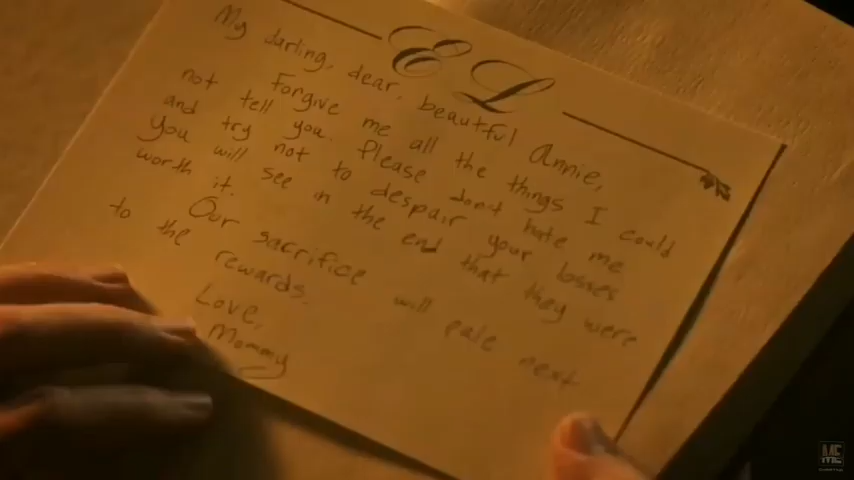 EL
My darling, dear, beautiful Annie,
Forgive me all the things I could
not tell you. Please don't hate me
and try not to despair your losses
You will see in the end that they were
worth it.
Our sacrifice will pale next
to the rewards.
Love,
Mommy
ME